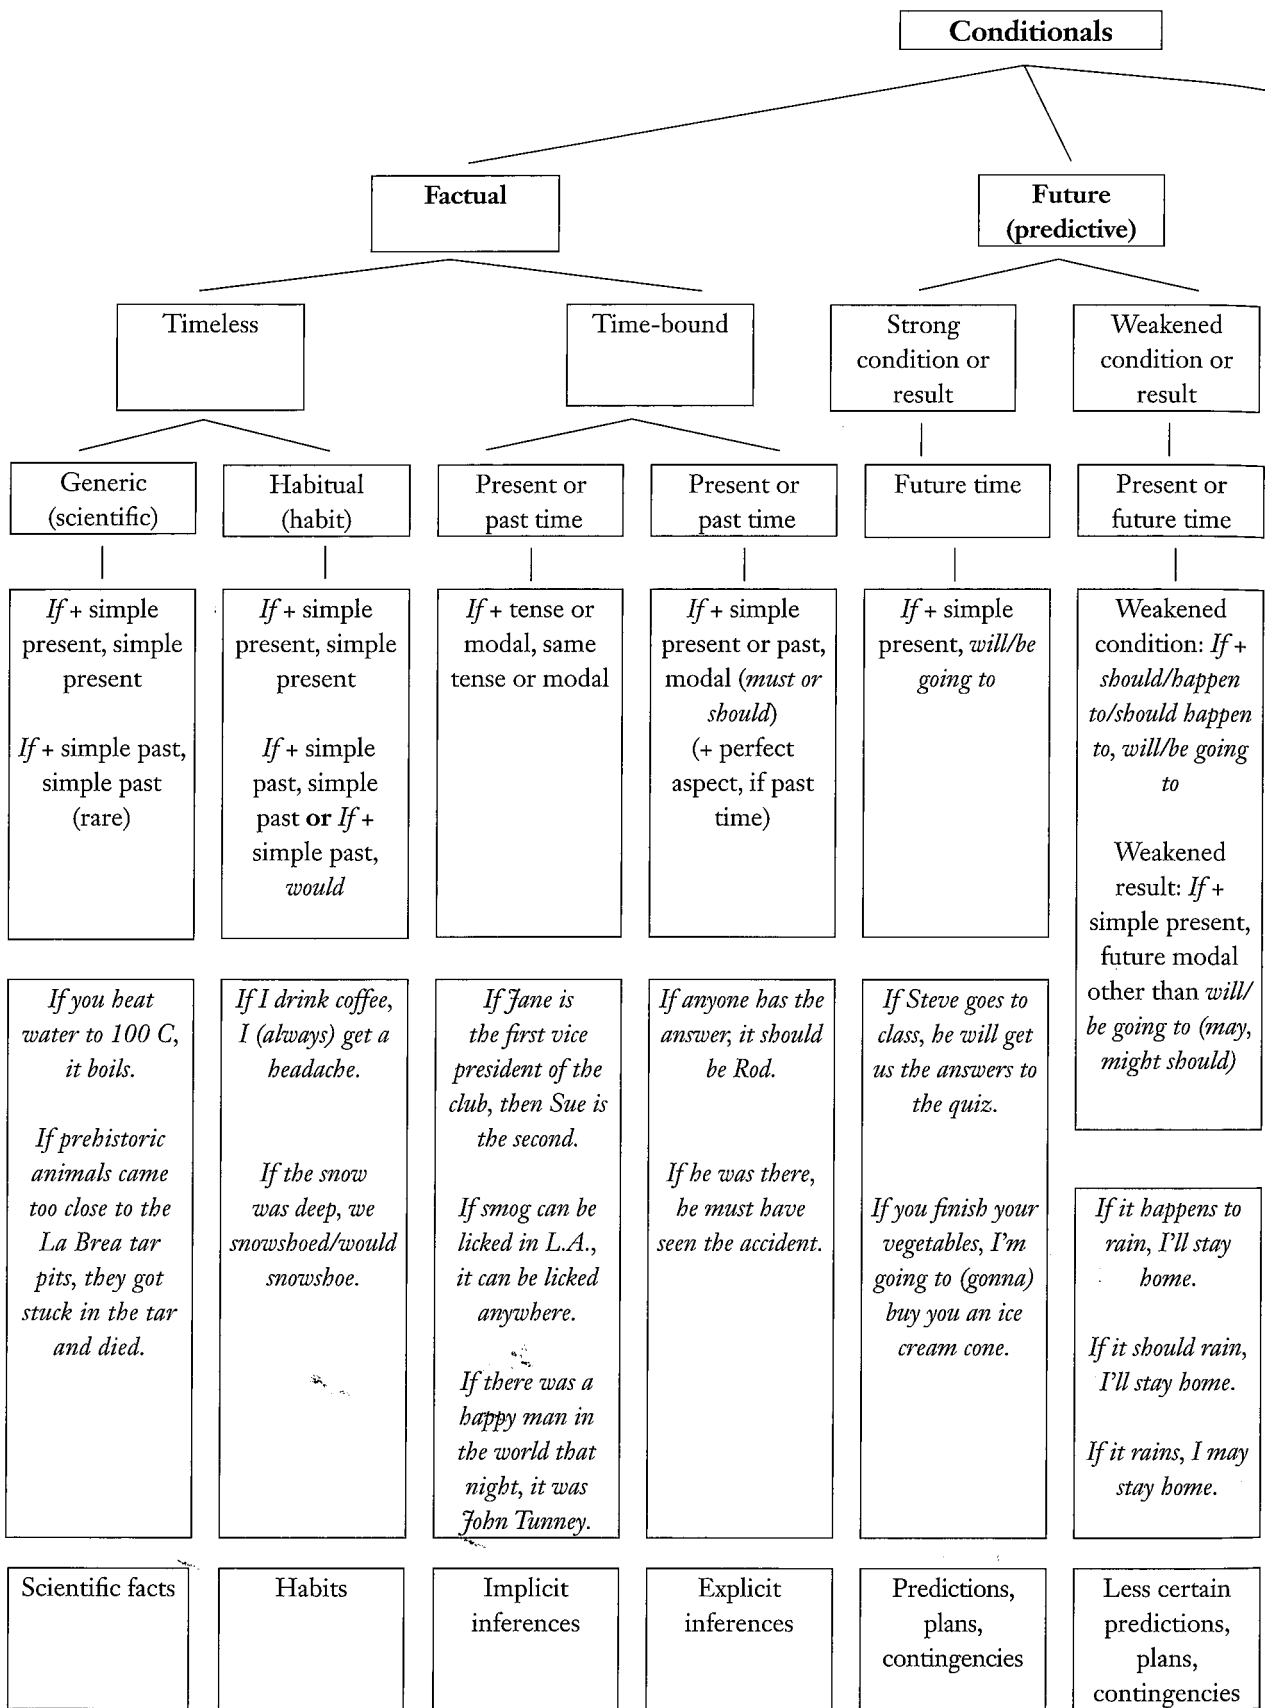 Conditionals
Factual
Future
(predictive)
Timeless
Time-bound
Strong
condition or
result
Weakened
condition or
result
Generic
(scientific)
Habitual
(habit)
Present or
past time
Present or
past time
Future time
Present or
future time
If + simple
present, simple
present
If + simple past,
simple past
(rare)
If + simple
present, simple
present
If + simple
past, simple
past or If +
simple past,
would
If + tense or
modal, same
tense or modal
If + simple
present or past,
modal (must or
should)
(+ perfect
aspect, if past
time)
If + simple
present, will/be
going to
Weakened
condition: If +
should/happen
to/should happen
to, will/be going
to
Weakened
result: If +
simple present,
future modal
other than will/
be going to (may,
might should)
If you heat
water to 100 C,
it boils.
If prehistoric
animals came
too close to the
La Brea tar
pits, they got
stuck in the tar
and died.
If I drink coffee,
I (always) get a
headache.
If the snow
was deep, we
snowshoed/would
snowshoe.
If Jane is
the first vice
president of the
club, then Sue is
the second.
If smog can be
licked in L.A.,
it can be licked
anywhere.
If there was a
happy man in
the world that
night, it was
John Tunney.
If anyone has the
answer, it should
be Rod.
If he was there,
he must have
seen the accident.
If Steve goes to
class, he will get
us the answers to
the quiz.
If you finish your
vegetables, I'm
going to (gonna)
buy you an ice
cream cone.
If it happens to
rain, I'll stay
home.
If it should rain,
I'll stay home.
If it rains, I may
stay home.
Scientific facts
Habits
Implicit
inferences
Explicit
inferences
Predictions,
plans,
contingencies
Less certain
predictions,
plans,
contingencies